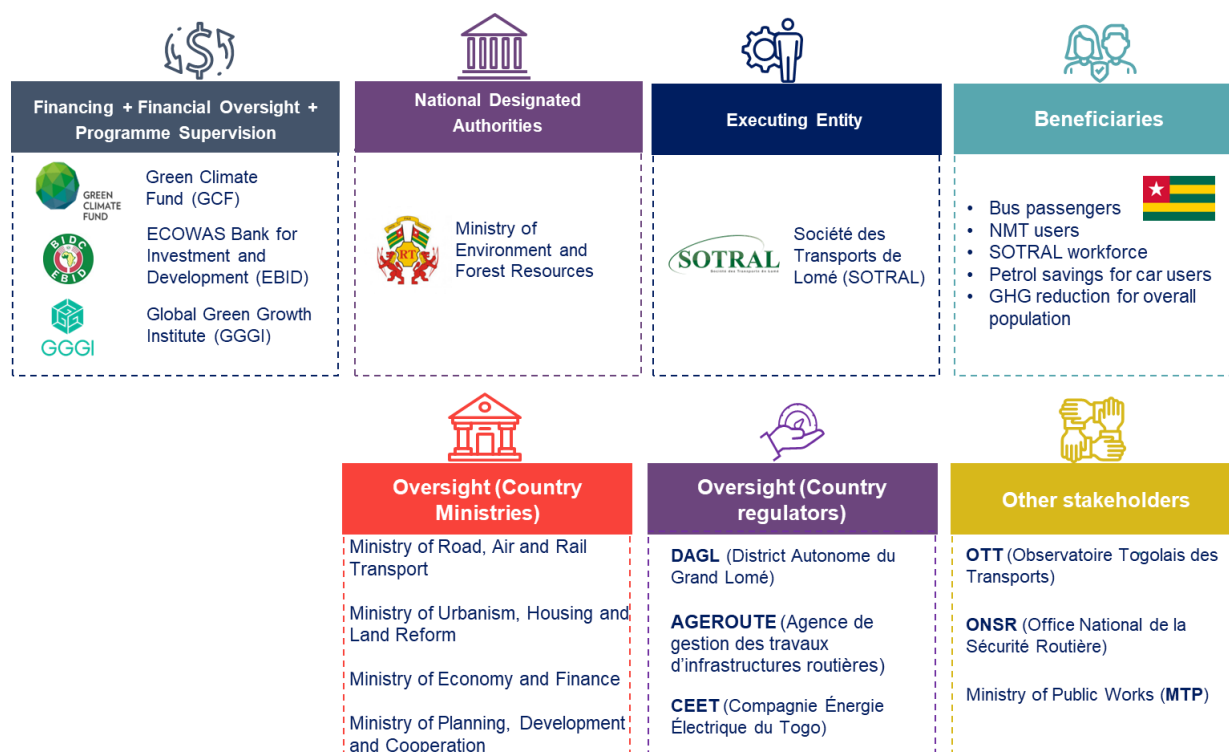 Financing + Financial Oversight +
Programme Supervision
GREEN
CLIMATE
FUND
Green Climate
Fund (GCF)
BIDC
EBID
ECOWAS Bank for
Investment and
Development (EBID)
GGGI
Global Green Growth
Institute (GGGI)
National Designated
Authorities
RT
Ministry of
Environment and
Forest Resources
Executing Entity
SOTRAL
Société des Transports de Lomé
Société des
Transports de
Lomé (SOTRAL)
Beneficiaries
• Bus passengers
• NMT users
• SOTRAL workforce
• Petrol savings for car users
• GHG reduction for overall
population
Oversight (Country
Ministries)
Ministry of Road, Air and Rail
Transport
Ministry of Urbanism, Housing and
Land Reform
Ministry of Economy and Finance
Ministry of Planning, Development
and Cooperation
Oversight (Country
regulators)
DAGL (District Autonome du
Grand Lomé)
AGEROUTE (Agence de
gestion des travaux
d'infrastructures routières)
CEET (Compagnie Énergie
Électrique du Togo)
Other stakeholders
OTT (Observatoire Togolais des
Transports)
ONSR (Office National de la
Sécurité Routière)
Ministry of Public Works (MTP)